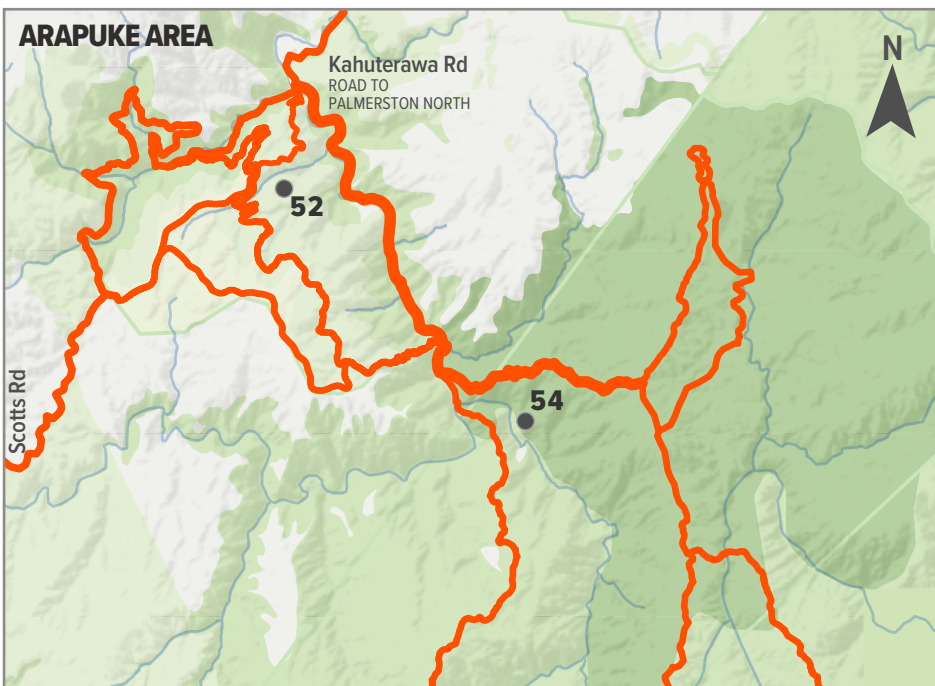 ARAPUKE AREA
N
Kahuterawa Rd
ROAD TO
PALMERSTON NORTH
52
Scotts Rd
54